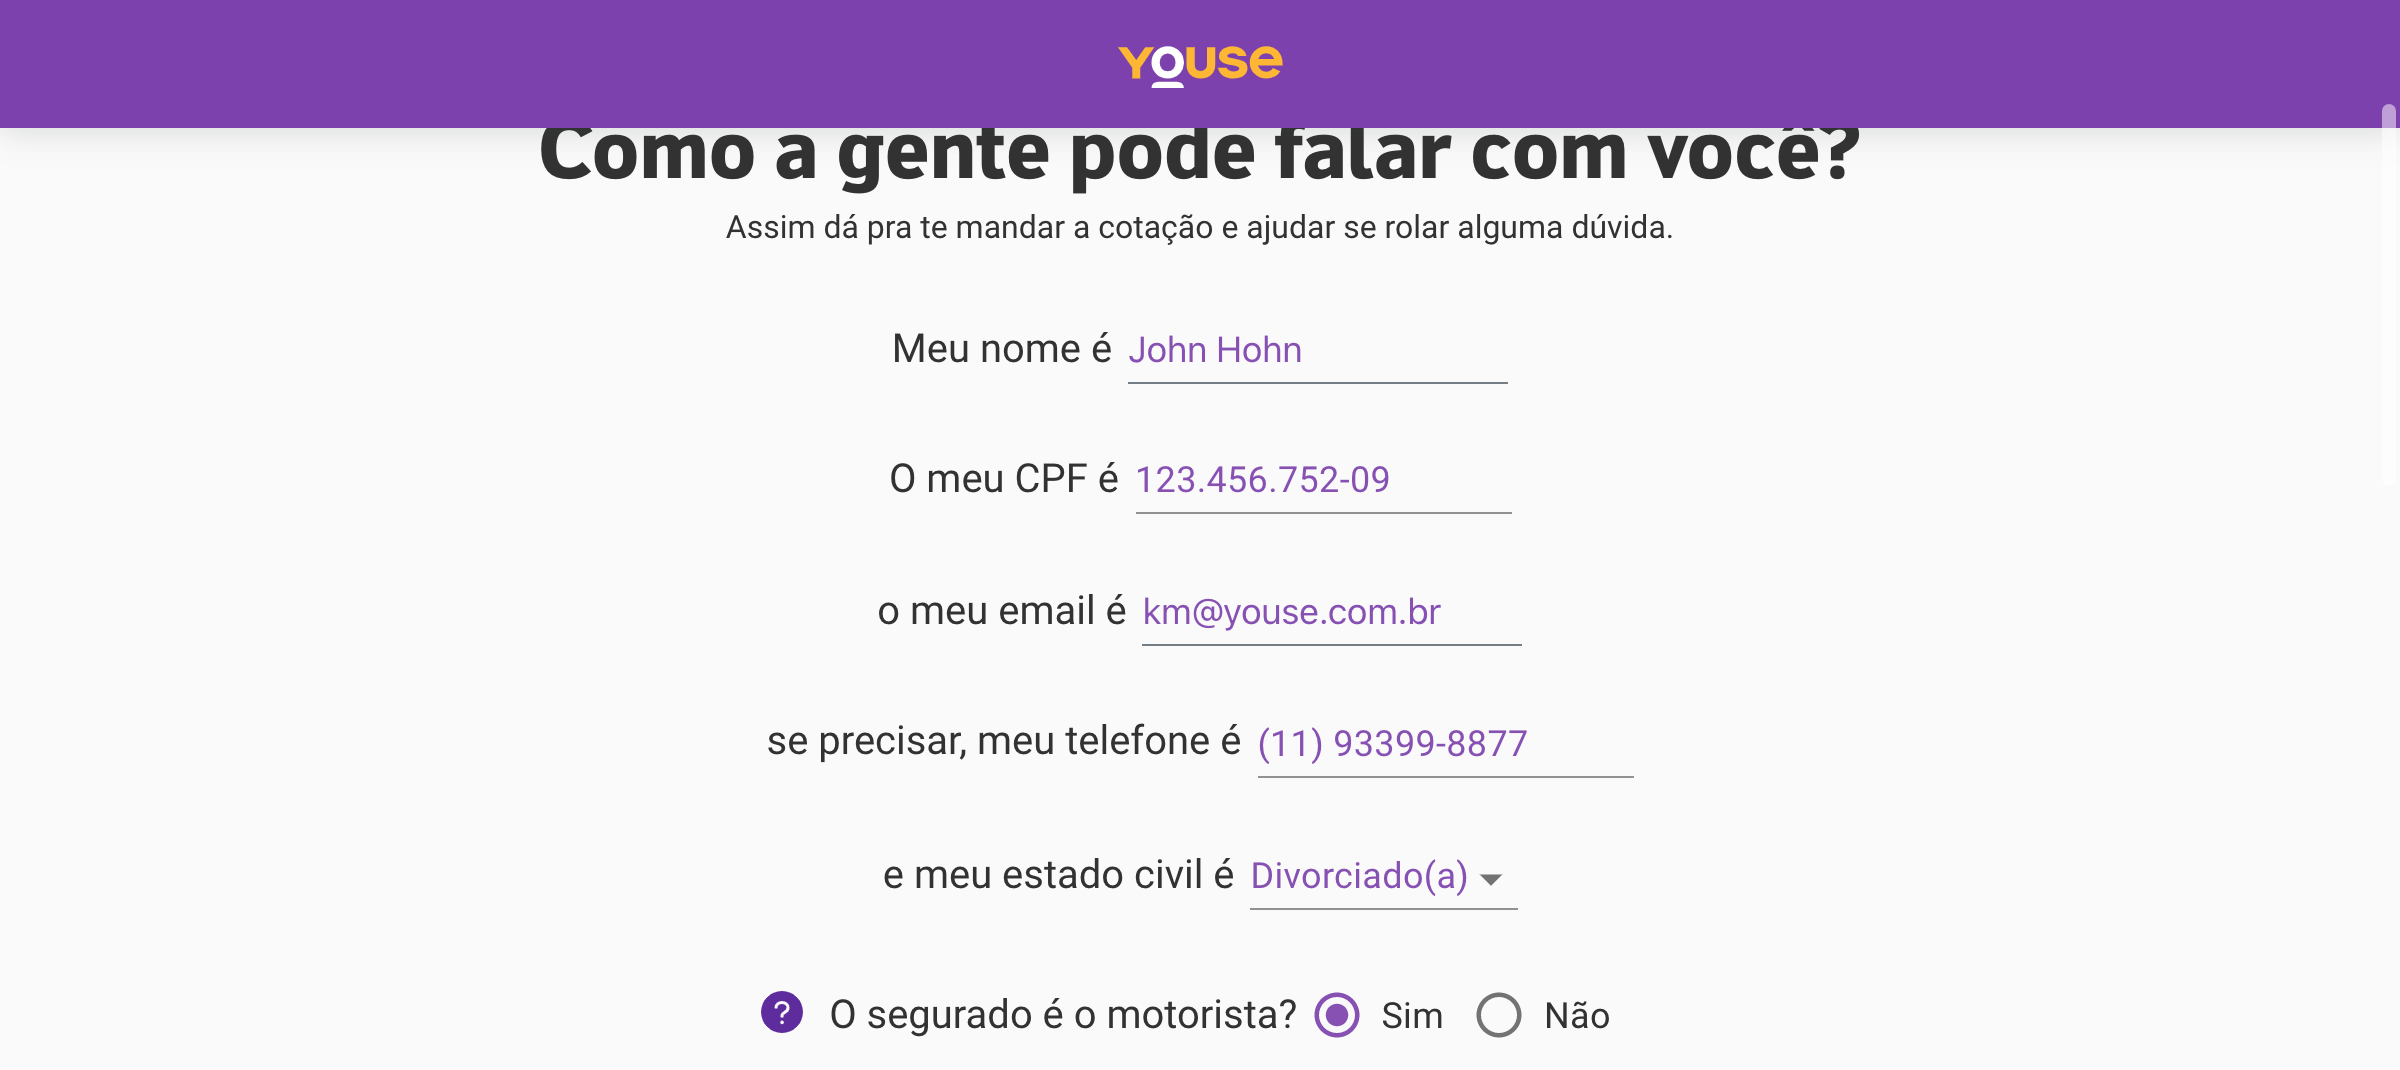 youse
Como a gente pode falar com você?
Assim dá pra te mandar a cotação e ajudar se rolar alguma dúvida.
Meu nome é John Hohn
O meu CPF é 123.456.752-09
o meu email é km@youse.com.br
se precisar, meu telefone é (11) 93399-8877
e meu estado civil é Divorciado(a)
? O segurado é o motorista? Sim Não